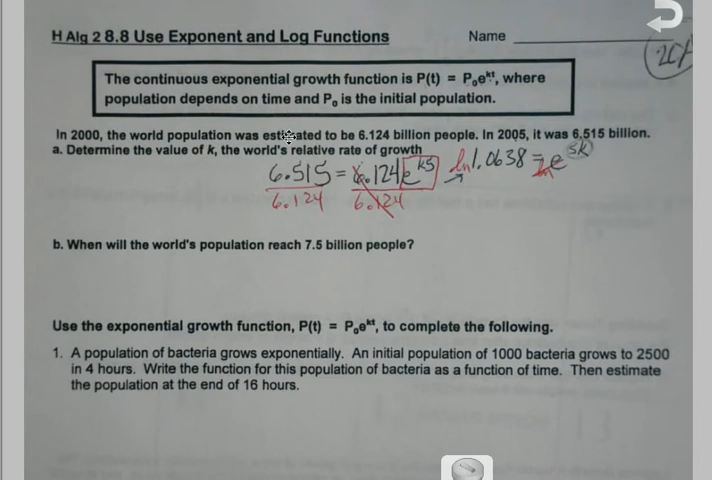 H Alg 2 8.8 Use Exponent and Log Functions Name
20
The continuous exponential growth function is P(t) = P₀eᵏᵗ, where
population depends on time and P₀ is the initial population.
In 2000, the world population was estimated to be 6.124 billion people. In 2005, it was 6.515 billion.
a. Determine the value of k, the world's relative rate of growth
6.515 = 6.124e^k5 → ln 1.0638 = ln e^5k
6.124 6.124
b. When will the world's population reach 7.5 billion people?
Use the exponential growth function, P(t) = P₀eᵏᵗ, to complete the following.
1. A population of bacteria grows exponentially. An initial population of 1000 bacteria grows to 2500
in 4 hours. Write the function for this population of bacteria as a function of time. Then estimate
the population at the end of 16 hours.